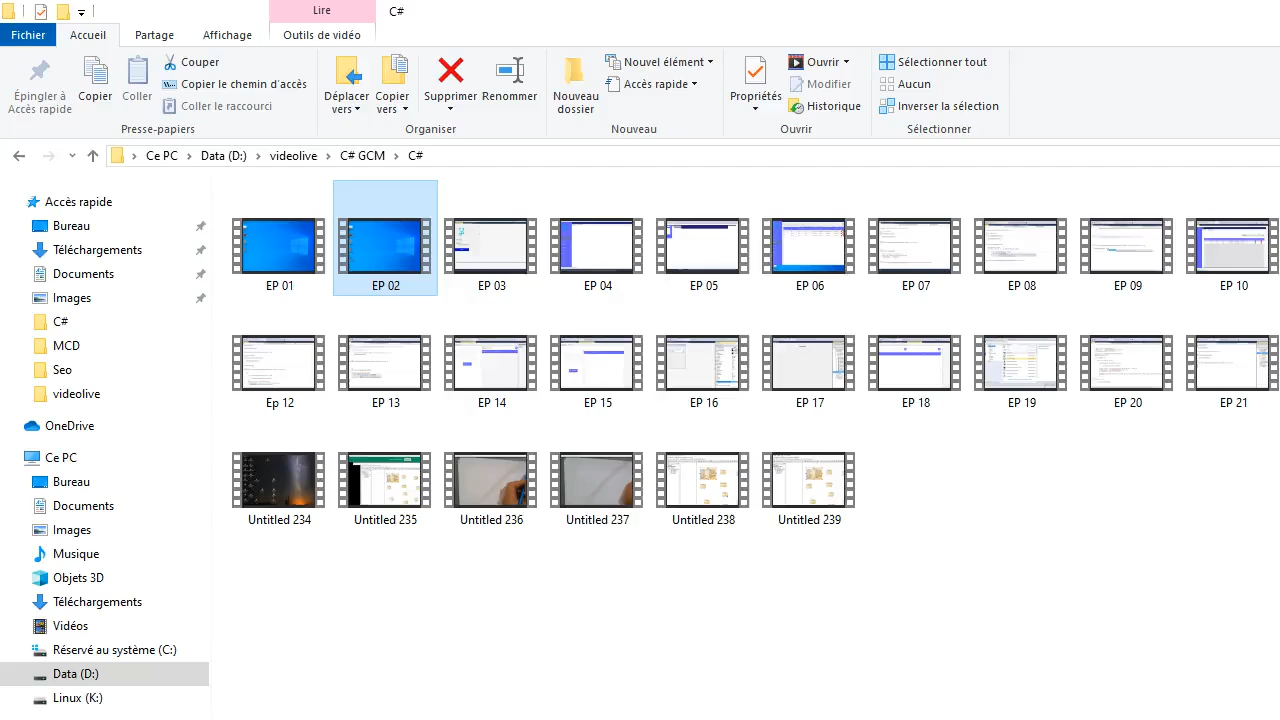 Lire
C#
Fichier
Accueil
Partage
Affichage
Outils de vidéo
Épingler à
Accès rapide
Copier
Coller
Couper
Copier le chemin d'accès
Coller le raccourci
Presse-papiers
Déplacer
vers
Copier
vers
Supprimer
Renommer
Organiser
Nouveau
dossier
Nouvel élément
Accès rapide
Nouveau
Propriétés
Ouvrir
Modifier
Historique
Ouvrir
Sélectionner tout
Aucun
Inverser la sélection
Sélectionner
Ce PC
Data (D:)
videolive
C# GCM
C#
Accès rapide
Bureau
Téléchargements
Documents
Images
C#
MCD
Seo
videolive
OneDrive
Ce PC
Bureau
Documents
Images
Musique
Objets 3D
Téléchargements
Vidéos
Réservé au système (C:)
Data (D:)
Linux (K:)
EP 01
EP 02
EP 03
EP 04
EP 05
EP 06
EP 07
EP 08
EP 09
EP 10
Ep 12
EP 13
EP 14
EP 15
EP 16
EP 17
EP 18
EP 19
EP 20
EP 21
Untitled 234
Untitled 235
Untitled 236
Untitled 237
Untitled 238
Untitled 239